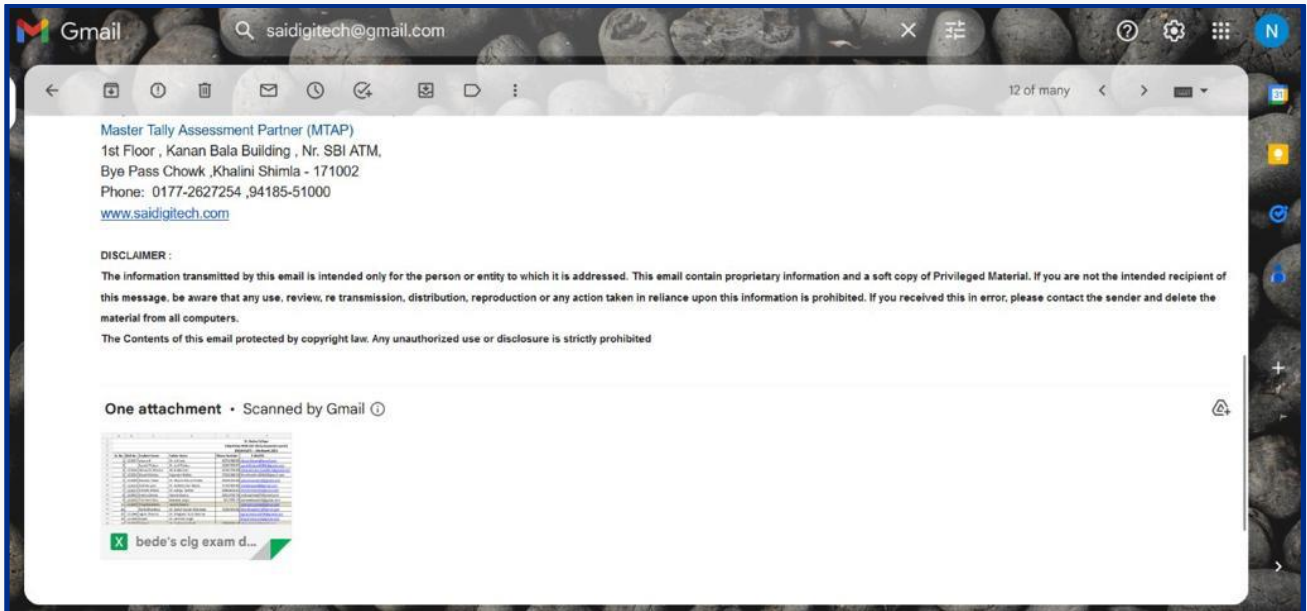 Gmail
saidigitech@gmail.com
N
12 of many
31
Master Tally Assessment Partner (MTAP)
1st Floor , Kanan Bala Building , Nr. SBI ATM,
Bye Pass Chowk ,Khalini Shimla - 171002
Phone: 0177-2627254 ,94185-51000
www.saidigitech.com
DISCLAIMER :
The information transmitted by this email is intended only for the person or entity to which it is addressed. This email contain proprietary information and a soft copy of Privileged Material. If you are not the intended recipient of
this message, be aware that any use, review, re transmission, distribution, reproduction or any action taken in reliance upon this information is prohibited. If you received this in error, please contact the sender and delete the
material from all computers.
The Contents of this email protected by copyright law. Any unauthorized use or disclosure is strictly prohibited
One attachment • Scanned by Gmail
X bede's clg exam d...